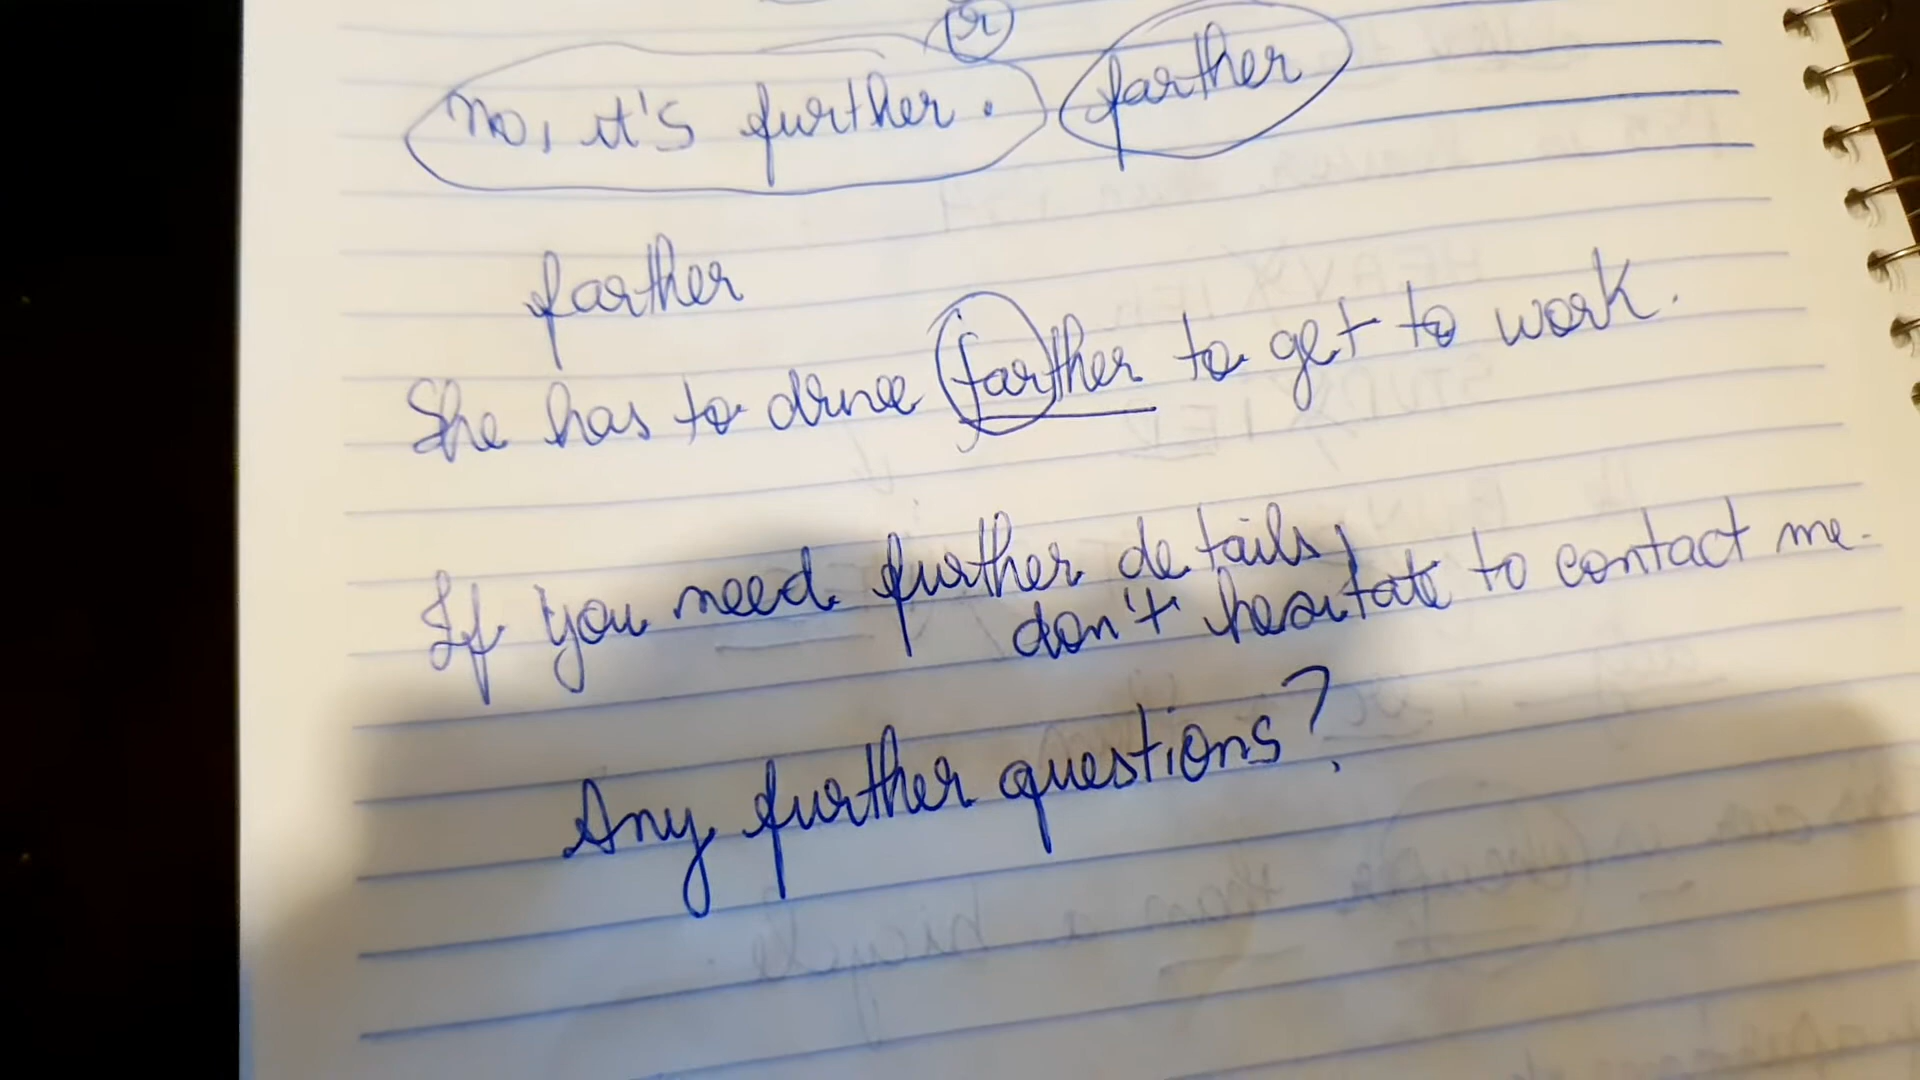 or
No, it's further. farther
farther
She has to drive farther to get to work.
If you need further details,
don't hesitate to contact me.
Any further questions?